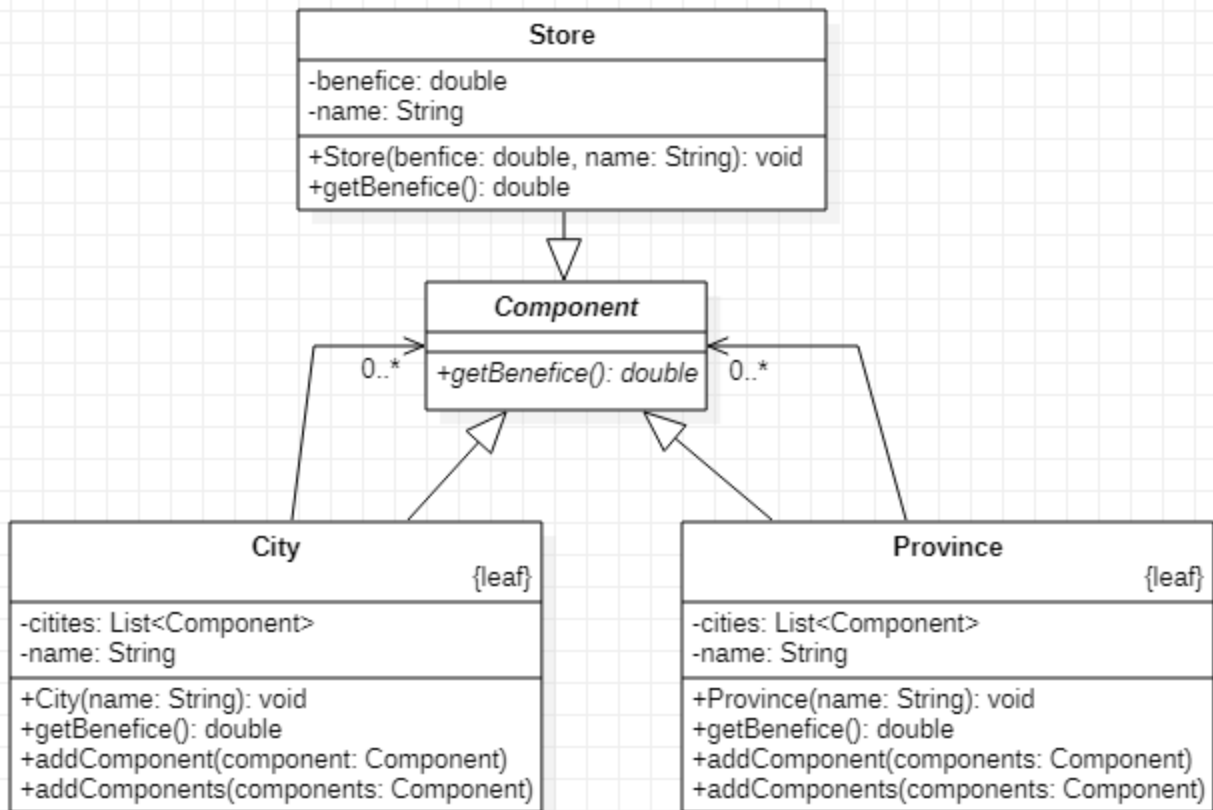 Store
-benefice: double
-name: String
+Store(benfice: double, name: String): void
+getBenefice(): double
Component
0..*
+getBenefice(): double
0..*
City
{leaf}
-citites: List<Component>
-name: String
+City(name: String): void
+getBenefice(): double
+addComponent(component: Component)
+addComponents(components: Component)
Province
{leaf}
-cities: List<Component>
-name: String
+Province(name: String): void
+getBenefice(): double
+addComponent(component: Component)
+addComponents(components: Component)